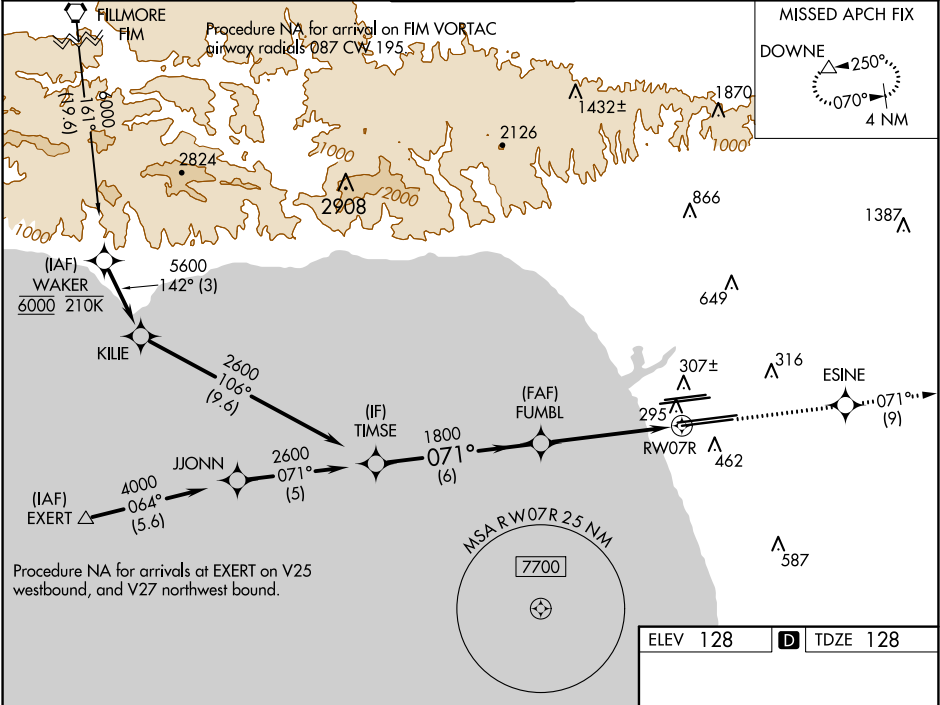 FILLMORE
FIM
Procedure NA for arrival on FIM VORTAC
airway radials 087 CW 195.
MISSED APCH FIX
DOWNE
250°
070°
4 NM
6000
161°
(19.6)
1432±
1870
2126
1000
1000
2824
2908
2000
1000
866
1387
(IAF)
WAKER
6000 210K
5600
142° (3)
649
KILIE
2600
106°
(9.6)
307±
316
ESINE
(FAF)
FUMBL
295
071°
(9)
(IF)
TIMSE
1800
071°
(6)
RW07R
462
JJONN
2600
071°
(5)
4000
064°
(5.6)
(IAF)
EXERT
MSA RW07R 25 NM
7700
587
Procedure NA for arrivals at EXERT on V25
westbound, and V27 northwest bound.
ELEV 128 D TDZE 128